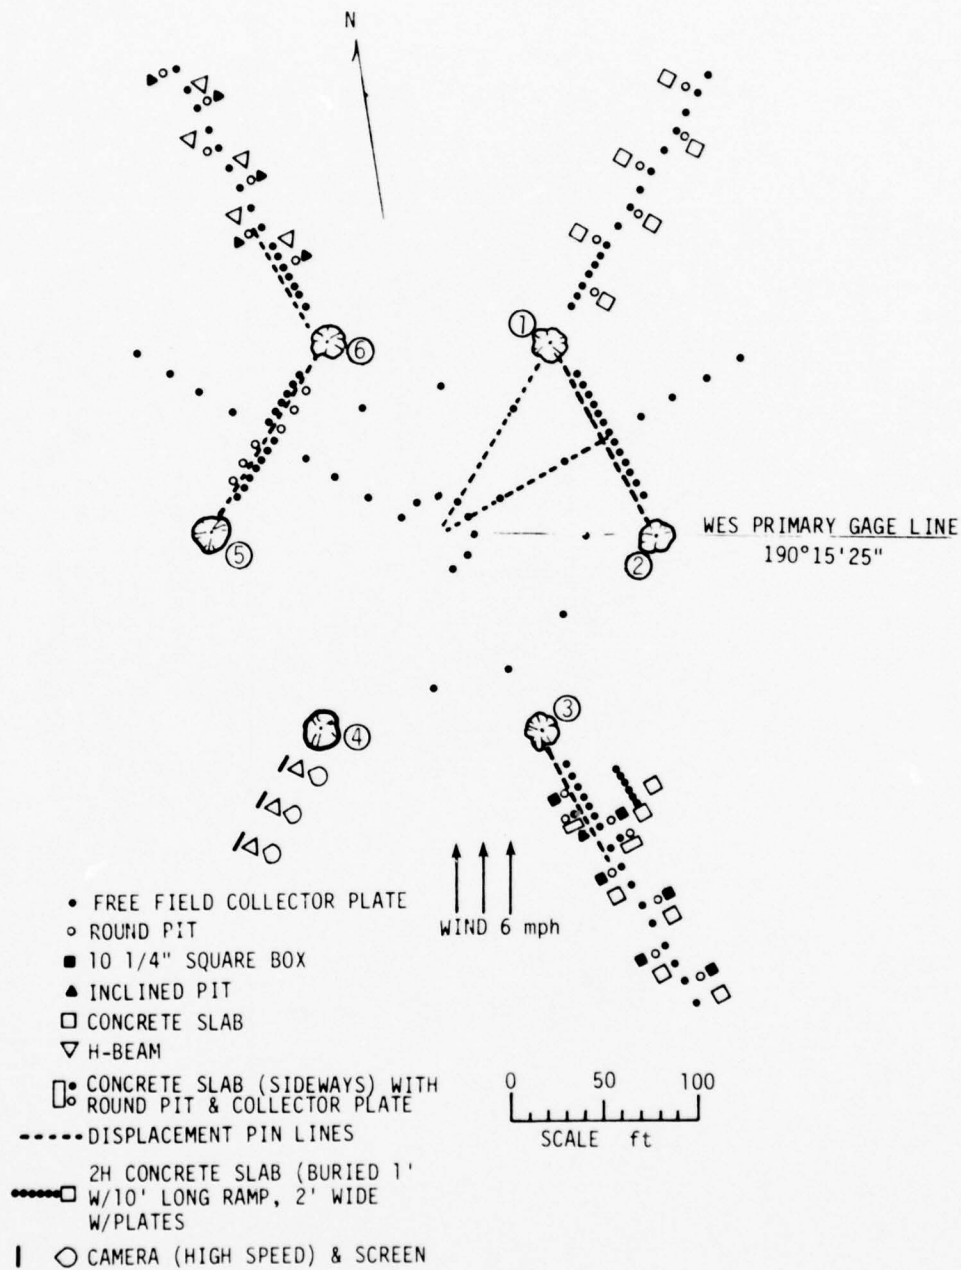 N
①
⑥
WES PRIMARY GAGE LINE
190°15'25"
⑤
②
③
④
WIND 6 mph
FREE FIELD COLLECTOR PLATE
ROUND PIT
10 1/4" SQUARE BOX
INCLINED PIT
CONCRETE SLAB
H-BEAM
CONCRETE SLAB (SIDEWAYS) WITH
ROUND PIT & COLLECTOR PLATE
DISPLACEMENT PIN LINES
2H CONCRETE SLAB (BURIED 1'
W/10' LONG RAMP, 2' WIDE
W/PLATES
CAMERA (HIGH SPEED) & SCREEN
0 50 100
SCALE ft